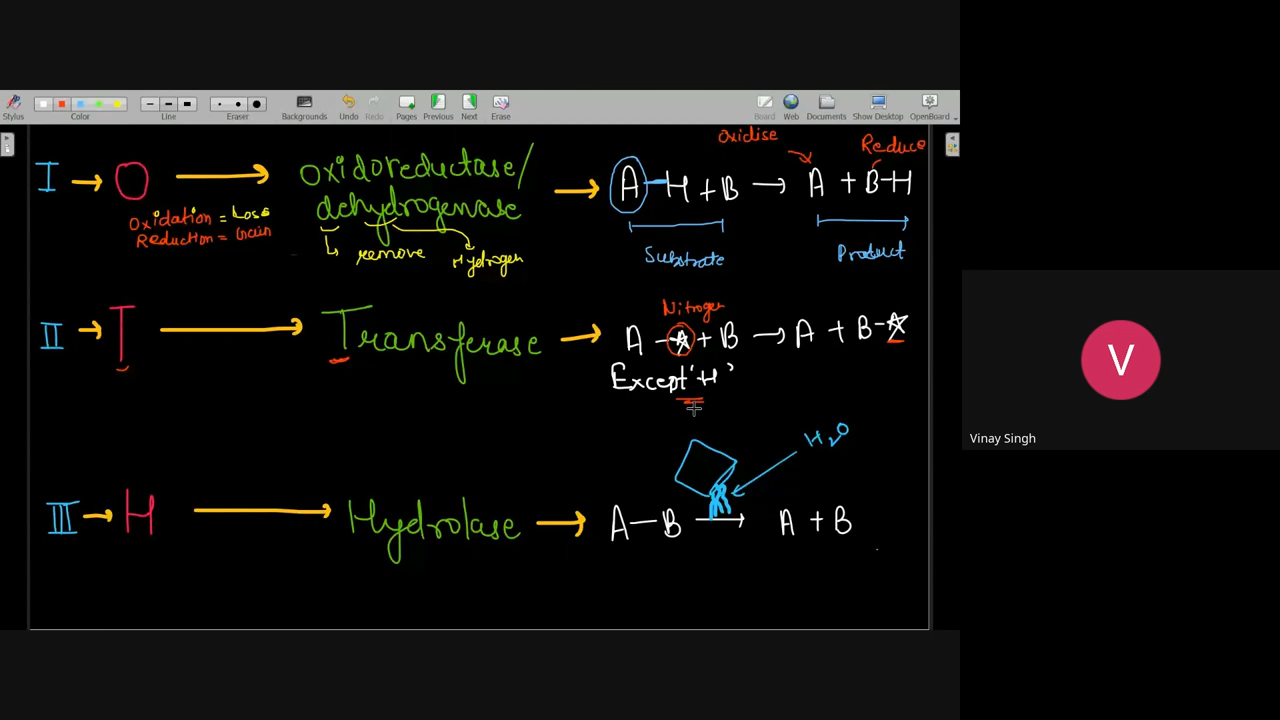 Stylus Color Line Eraser Backgrounds Undo Redo Pages Previous Next Erase Board Web Documents Show Desktop OpenBoard
oxidise
Reduce
I → O → Oxidoreductase/ → A-H + B → A + B-H
dehydrogenase
Oxidation = Loss
Reduction = Gain
remove Hydrogen
Substrate Product
Nitrogen
II → T → Transferase → A-☆ + B → A + B-☆
Except 'H'
H2O
III → H → Hydrolase → A-B → A + B
V
Vinay Singh